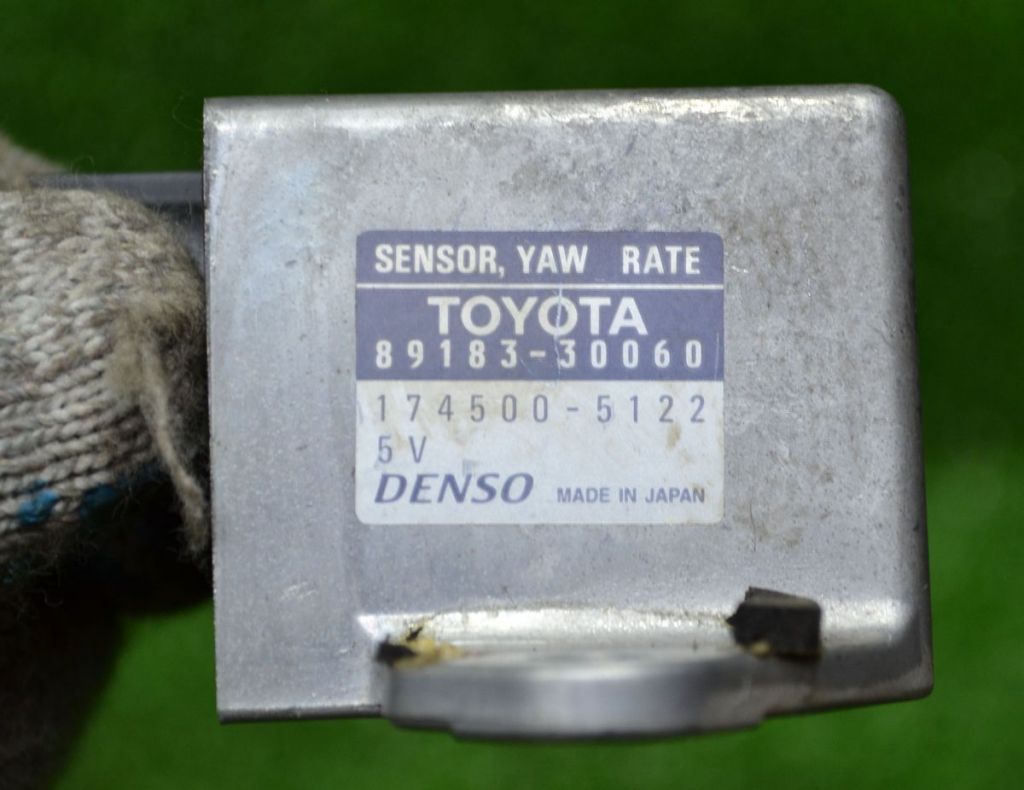 SENSOR, YAW RATE
TOYOTA
89183-30060
174500-5122
5V
DENSO MADE IN JAPAN